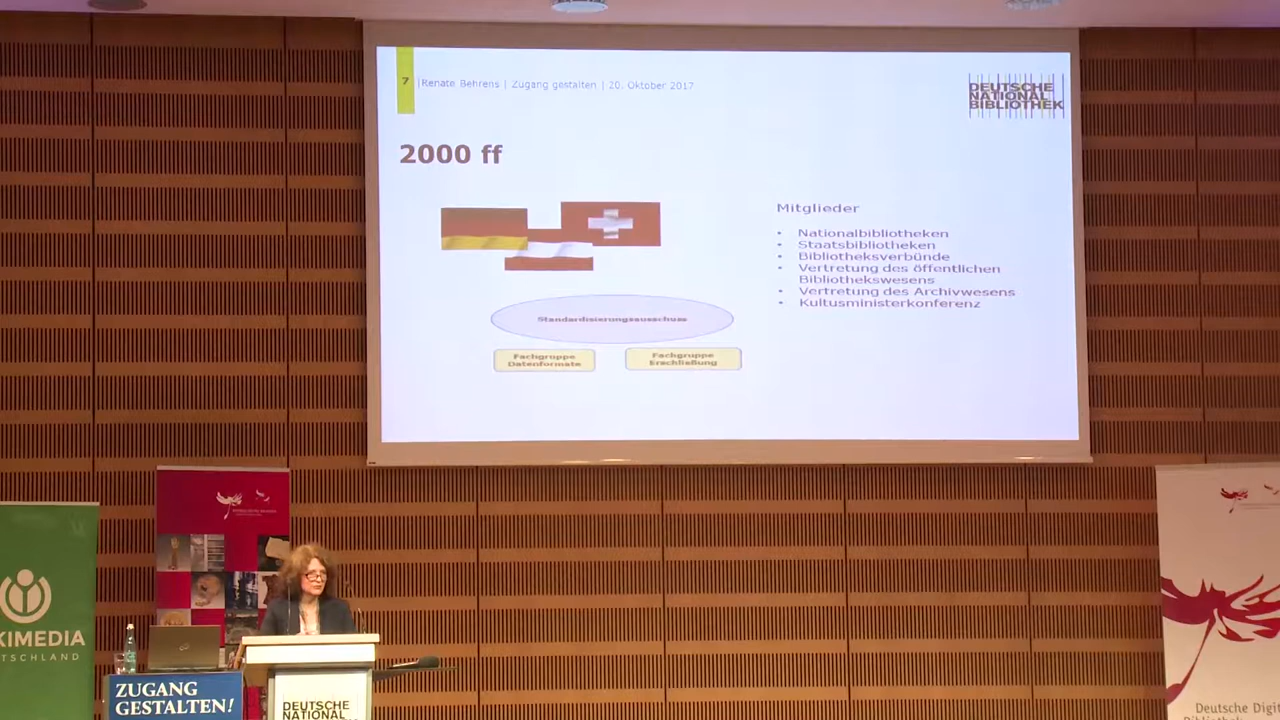 7 |Renate Behrens | Zugang gestalten | 20. Oktober 2017
DEUTSCHE
NATIONAL
BIBLIOTHEK
2000 ff
Mitglieder
• Nationalbibliotheken
• Staatsbibliotheken
• Bibliotheksverbünde
• Vertretung des öffentlichen
Bibliothekswesens
• Vertretung des Archivwesens
• Kultusministerkonferenz
Standardisierungsausschuss
Fachgruppe
Datenformate
Fachgruppe
Erschließung
KIMEDIA
TSCHLAND
ZUGANG
GESTALTEN!
DEUTSCHE
NATIONAL
Deutsche Digit